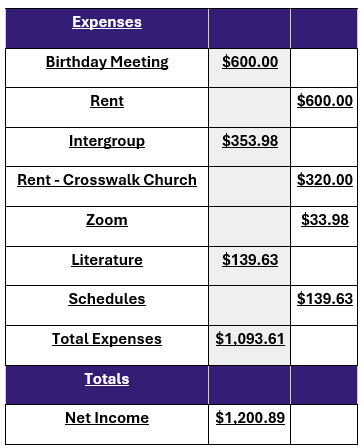 Expenses
Birthday Meeting $600.00
Rent $600.00
Intergroup $353.98
Rent - Crosswalk Church $320.00
Zoom $33.98
Literature $139.63
Schedules $139.63
Total Expenses $1,093.61
Totals
Net Income $1,200.89